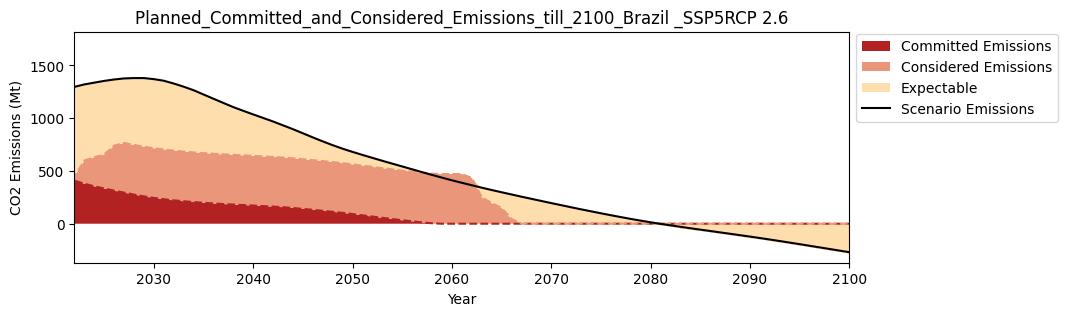 Planned_Committed_and_Considered_Emissions_till_2100_Brazil _SSP5RCP 2.6
CO2 Emissions (Mt)
1500
1000
500
0
2030 2040 2050 2060 2070 2080 2090 2100
Year
Committed Emissions
Considered Emissions
Expectable
Scenario Emissions